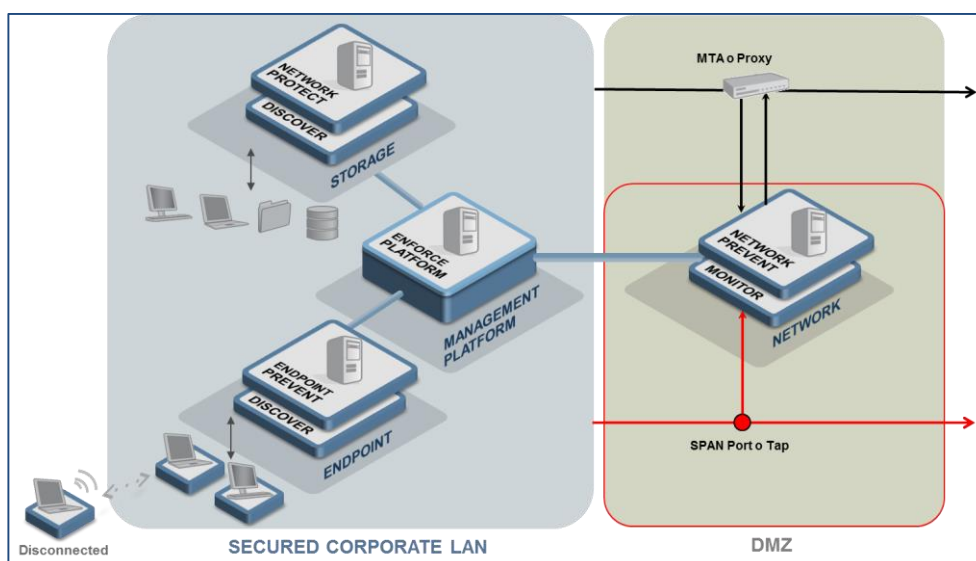 NETWORK
PROTECT
DISCOVER
STORAGE
ENFORCE
PLATFORM
MANAGEMENT
PLATFORM
ENDPOINT
PREVENT
DISCOVER
ENDPOINT
Disconnected
SECURED CORPORATE LAN
MTA o Proxy
NETWORK
PREVENT
MONITOR
NETWORK
SPAN Port o Tap
DMZ